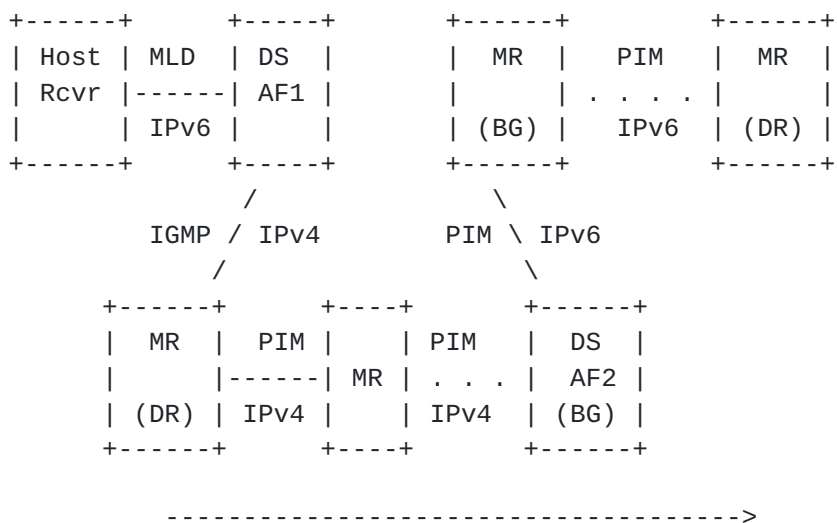 +------+      +-----+       +------+         +------+
| Host | MLD  | DS  |       |  MR  |   PIM   |  MR  |
| Rcvr |------| AF1 |       |      | . . . . |      |
|      | IPv6 |     |       | (BG) |   IPv6  | (DR) |
+------+      +-----+       +------+         +------+
               /               \
         IGMP / IPv4        PIM \ IPv6
             /                   \
      +------+      +----+       +------+
      |  MR  |  PIM |    | PIM   |  DS  |
      |      |------| MR | . . . |  AF2 |
      | (DR) | IPv4 |    | IPv4  | (BG) |
      +------+      +----+       +------+

          ------------------------------------->